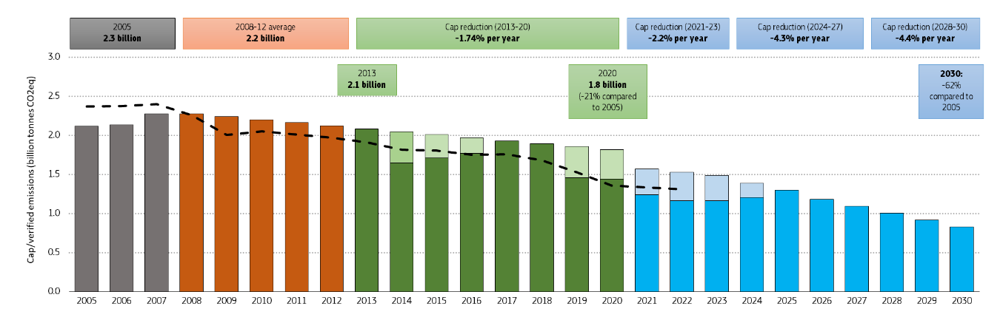 2005
2.3 billion
2008-12 average
2.2 billion
Cap reduction (2013-20)
-1.74% per year
Cap reduction (2021-23)
-2.2% per year
Cap reduction (2024-27)
-4.3% per year
Cap reduction (2028-30)
-4.4% per year
2013
2.1 billion
2020
1.8 billion
(-21% compared
to 2005)
2030:
-62%
compared to
2005
Cap/verified emissions (billion tonnes CO2eq)
3.0
2.5
2.0
1.5
1.0
0.5
0.0
2005 2006 2007 2008 2009 2010 2011 2012 2013 2014 2015 2016 2017 2018 2019 2020 2021 2022 2023 2024 2025 2026 2027 2028 2029 2030